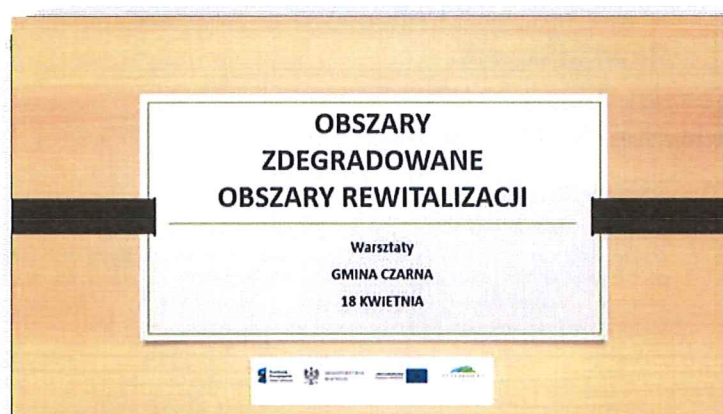 OBSZARY
ZDEGRADOWANE
OBSZARY REWITALIZACJI
Warsztaty
GMINA CZARNA
18 KWIETNIA